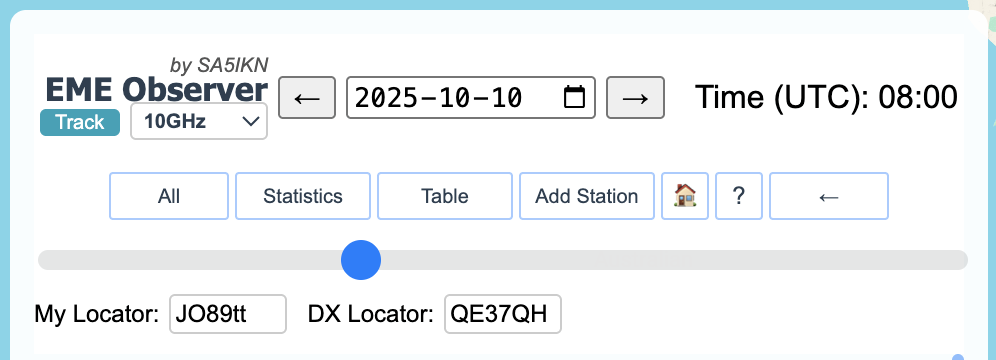 by SA5IKN
EME Observer
Track 10GHz
← 2025-10-10 → Time (UTC): 08:00
All Statistics Table Add Station ? ←
My Locator: JO89tt DX Locator: QE37QH